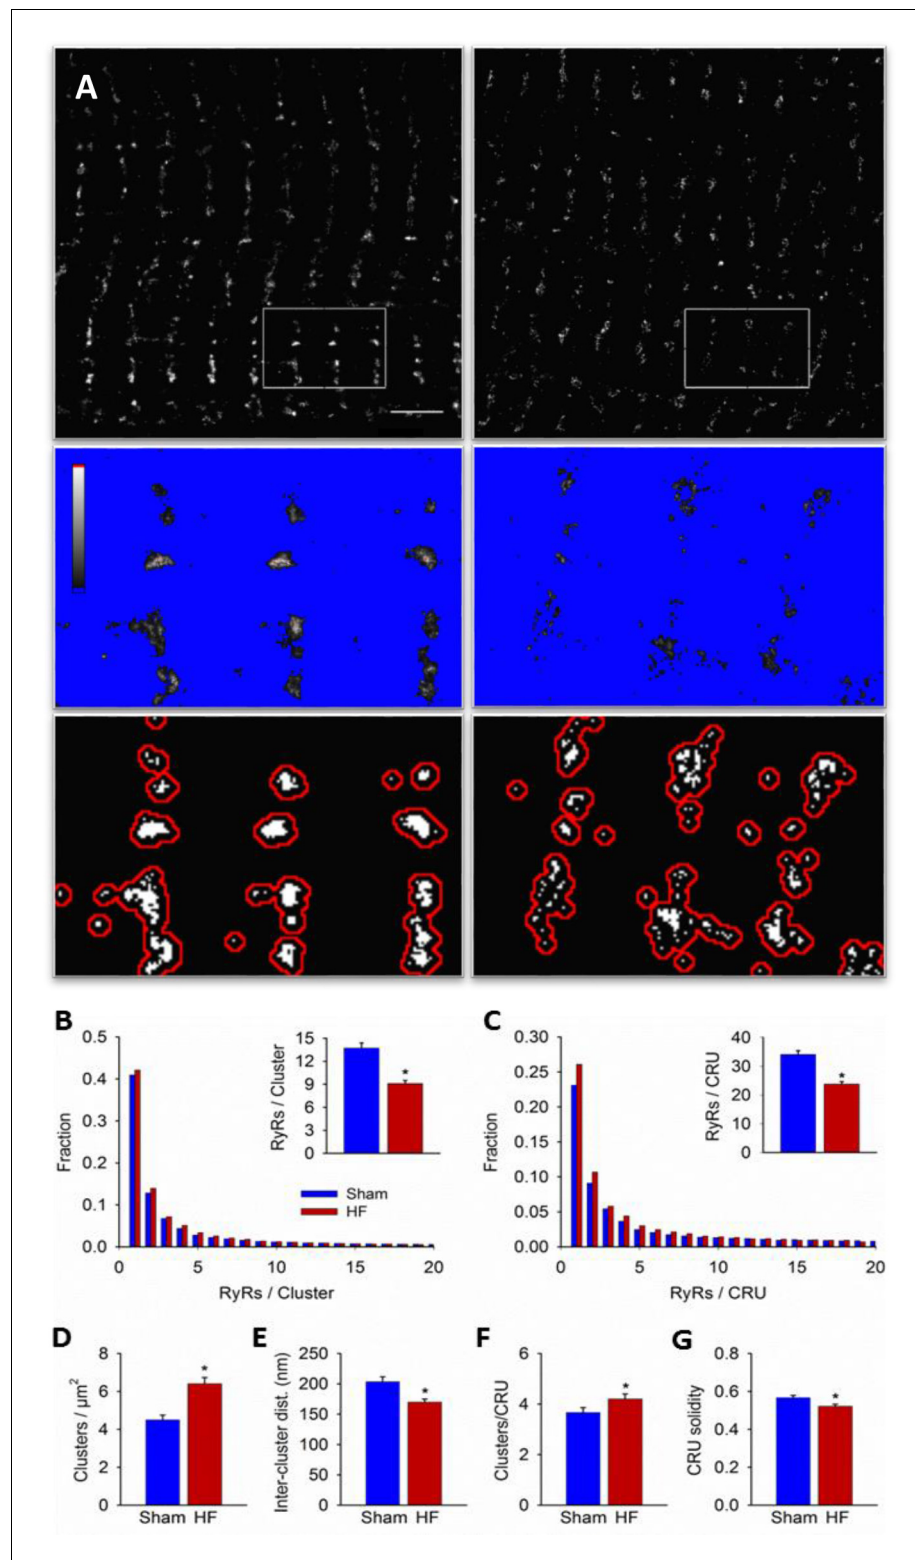 A
B
0.5
0.4
0.3
0.2
0.1
0.0
Fraction
0 5 10 15 20
RyRs / Cluster
15
12
9
6
3
0
RyRs / Cluster
*
Sham
HF
C
0.30
0.25
0.20
0.15
0.10
0.05
0.00
Fraction
0 5 10 15 20
RyRs / CRU
40
30
20
10
0
RyRs / CRU
*
D
8
6
4
2
0
Clusters / µm²
*
Sham HF
E
250
200
150
100
50
0
Inter-cluster dist. (nm)
*
Sham HF
F
6
4
2
0
Clusters/CRU
*
Sham HF
G
0.8
0.6
0.4
0.2
0.0
CRU solidity
*
Sham HF